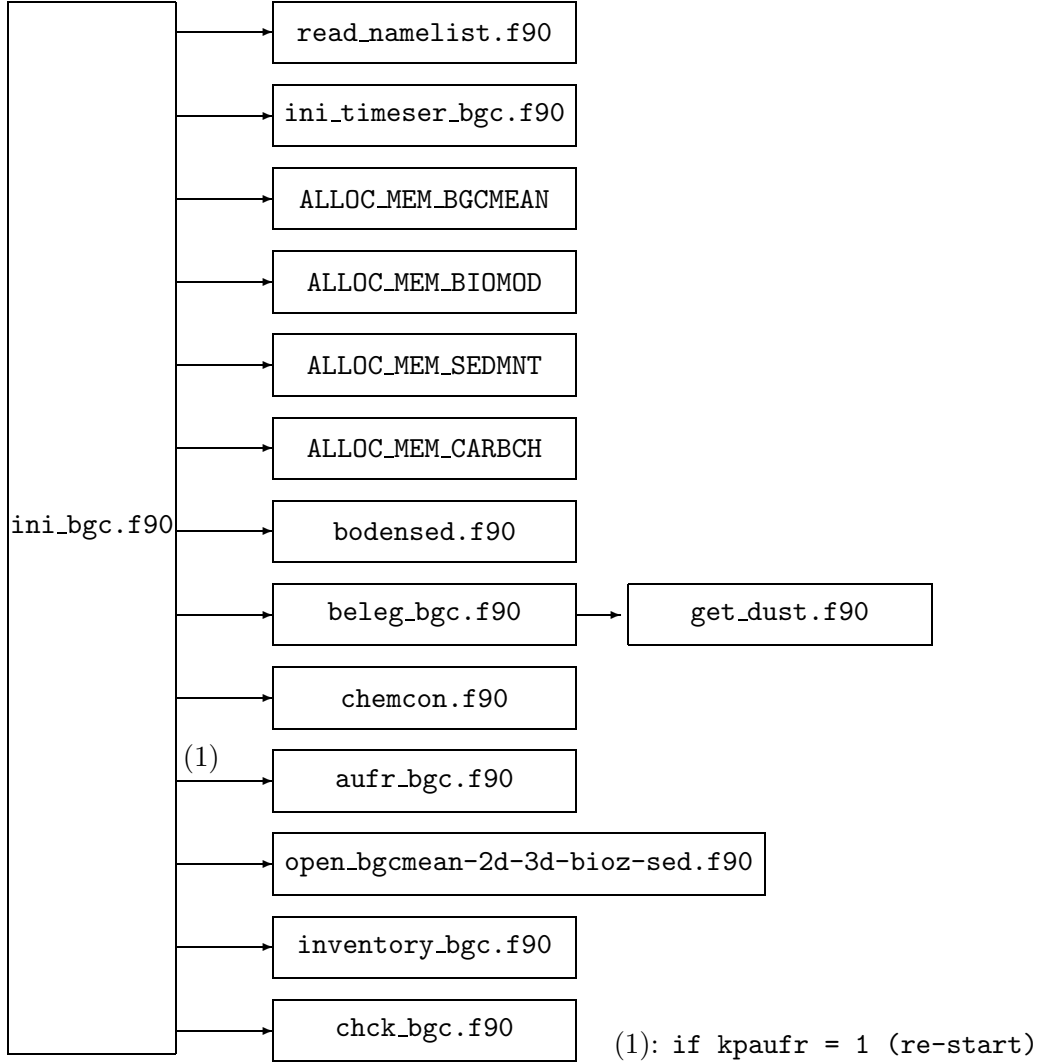 read_namelist.f90
ini_timeser_bgc.f90
ALLOC_MEM_BGCMEAN
ALLOC_MEM_BIOMOD
ALLOC_MEM_SEDMNT
ALLOC_MEM_CARBCH
ini_bgc.f90
bodensed.f90
beleg_bgc.f90
get_dust.f90
chemcon.f90
(1)
aufr_bgc.f90
open_bgcmean-2d-3d-bioz-sed.f90
inventory_bgc.f90
chck_bgc.f90
(1): if kpaufr = 1 (re-start)